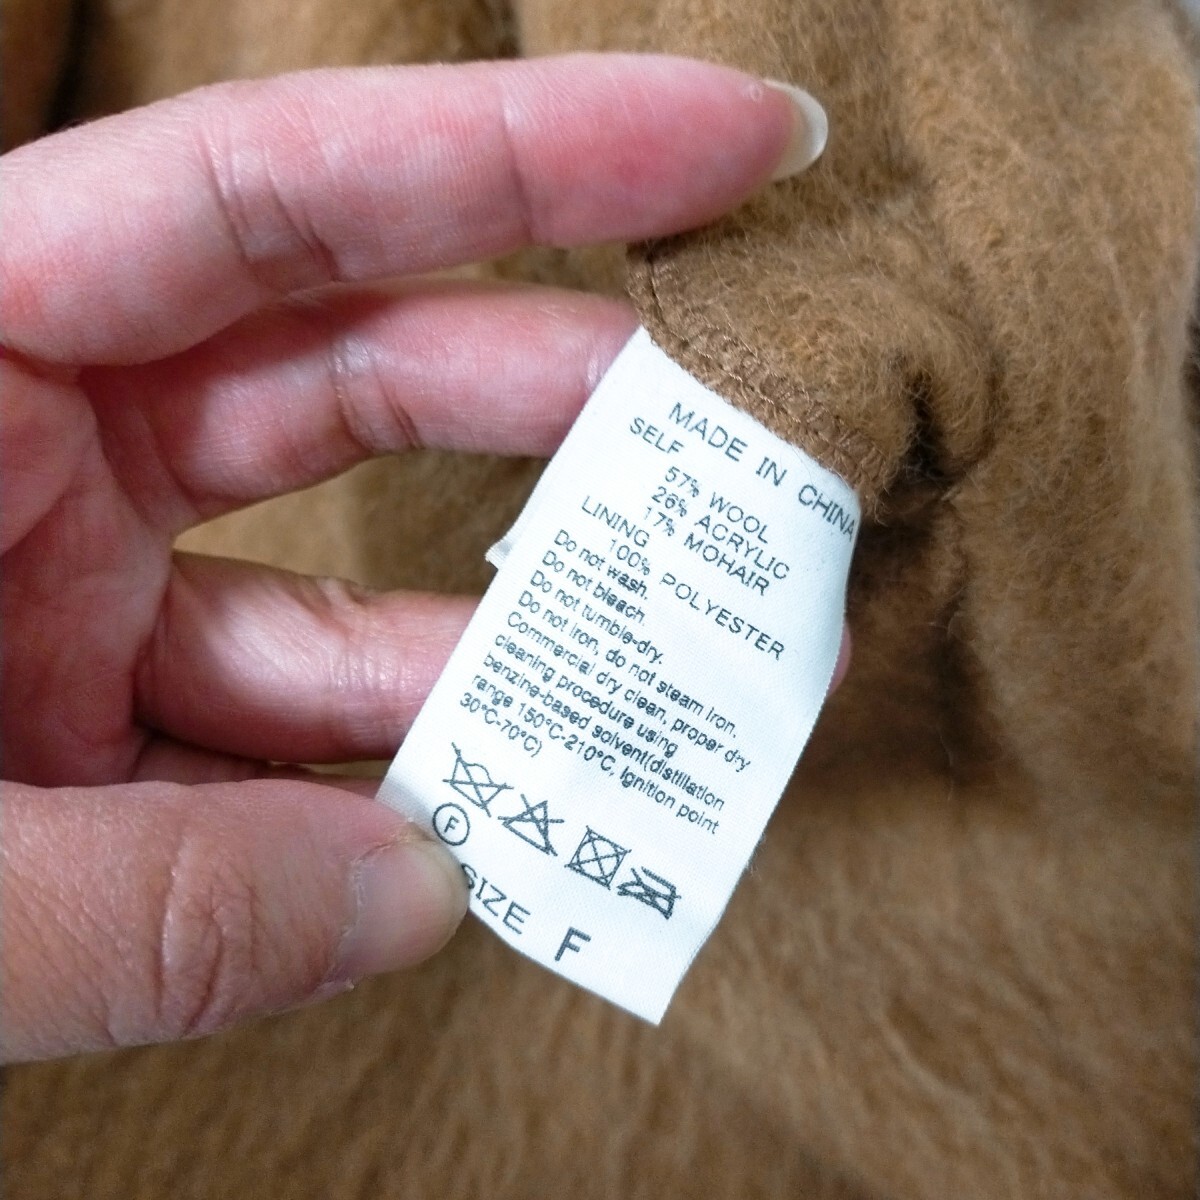 MADE IN CHINA
SELF
57% WOOL
26% ACRYLIC
17% MOHAIR
LINING
100% POLYESTER
Do not wash.
Do not bleach.
Do not tumble-dry.
Do not Iron, do not steam Iron.
Commercial dry clean, proper dry
cleaning procedure using
benzine-based solvent(distillation
range 150°C-210°C, Ignition point
30°C-70°C)
F
SIZE F